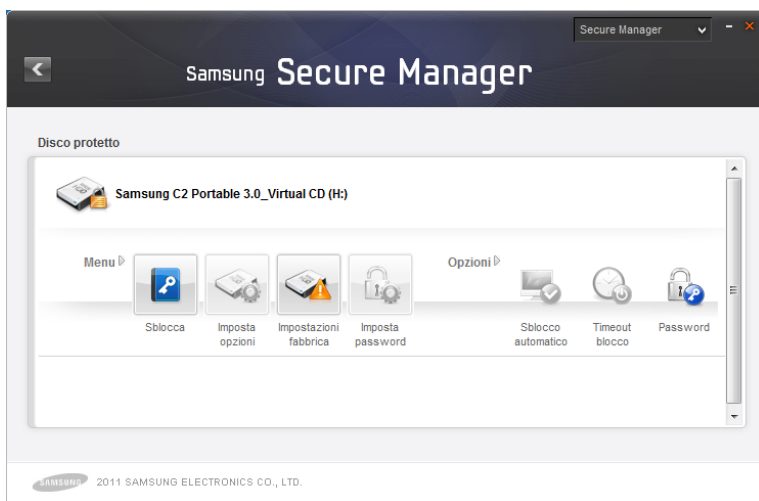 Secure Manager
Samsung Secure Manager
Disco protetto
Samsung C2 Portable 3.0_Virtual CD (H:)
Menu
Opzioni
Sblocca
Imposta
opzioni
Impostazioni
fabbrica
Imposta
password
Sblocco
automatico
Timeout
blocco
Password
SAMSUNG 2011 SAMSUNG ELECTRONICS CO., LTD.